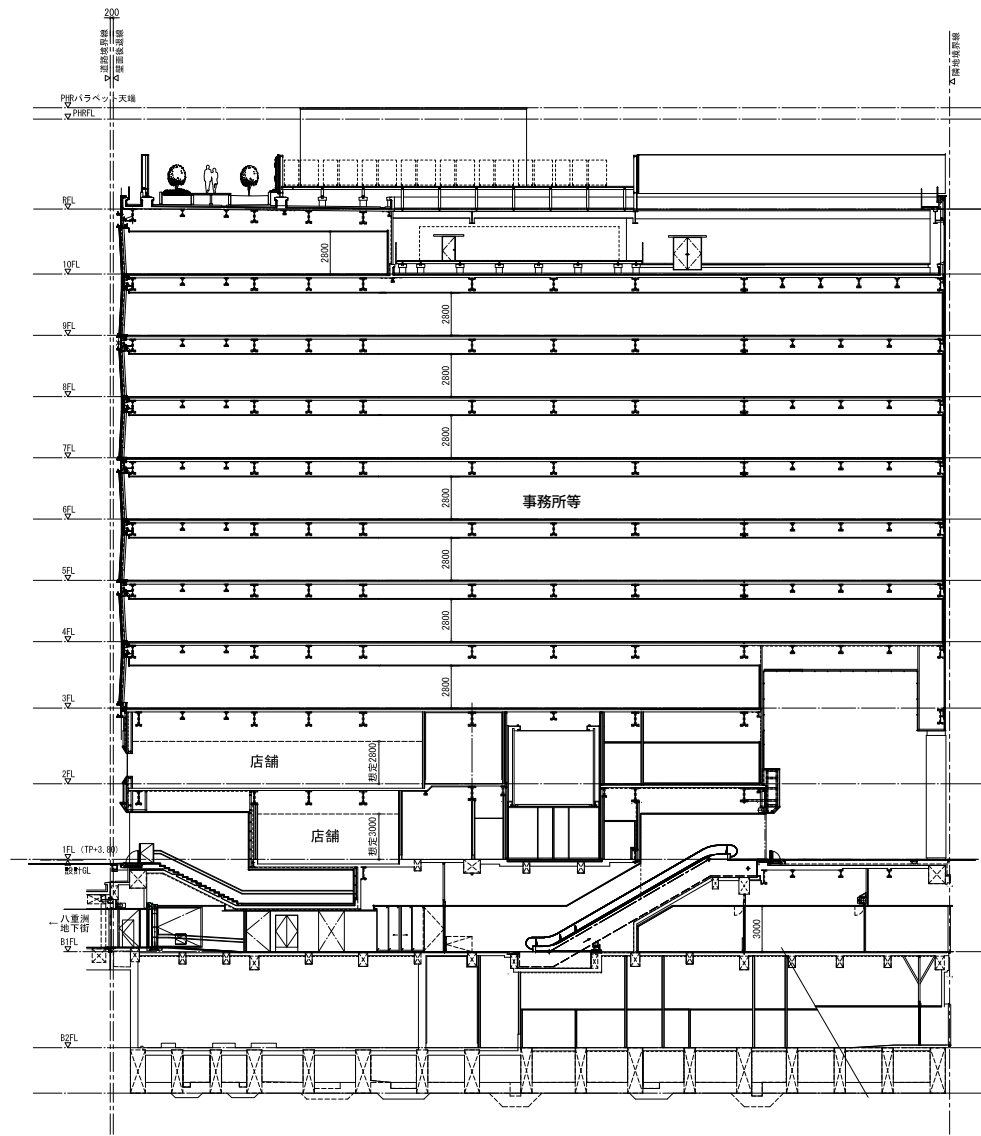 200
道路境界線
壁面後退線
隣地境界線
PHRパラペット天端
PHRFL
RFL
2800
10FL
2800
9FL
2800
8FL
2800
7FL
2800
事務所等
6FL
2800
5FL
2800
4FL
2800
3FL
店舗
想定2800
2FL
店舗
想定3000
1FL (TP+3.80)
設計GL
←八重洲
地下街
3000
B1FL
B2FL